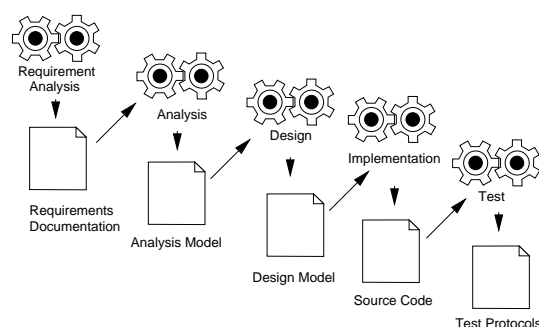 Requirement
Analysis
Analysis
Design
Implementation
Test
Requirements
Documentation
Analysis Model
Design Model
Source Code
Test Protocols